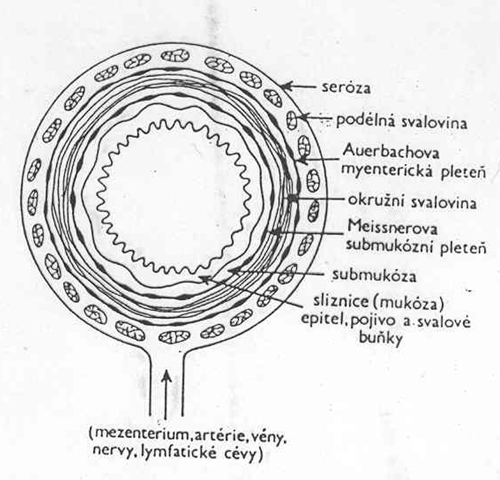 seróza
podélná svalovina
Auerbachova
myenterická pleteň
okružní svalovina
Meissnerova
submukózní pleteň
submukóza
sliznice (mukóza)
epitel, pojivo a svalové
buňky
(mezenterium, artérie, vény,
nervy, lymfatické cévy)